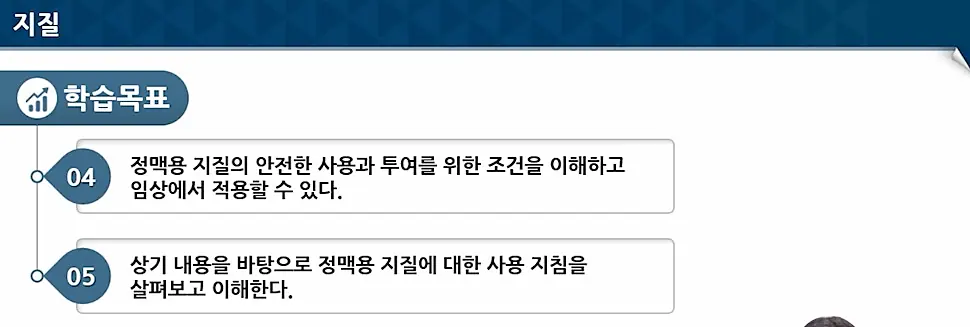 지질
학습목표
04
정맥용 지질의 안전한 사용과 투여를 위한 조건을 이해하고
임상에서 적용할 수 있다.
05
상기 내용을 바탕으로 정맥용 지질에 대한 사용 지침을
살펴보고 이해한다.